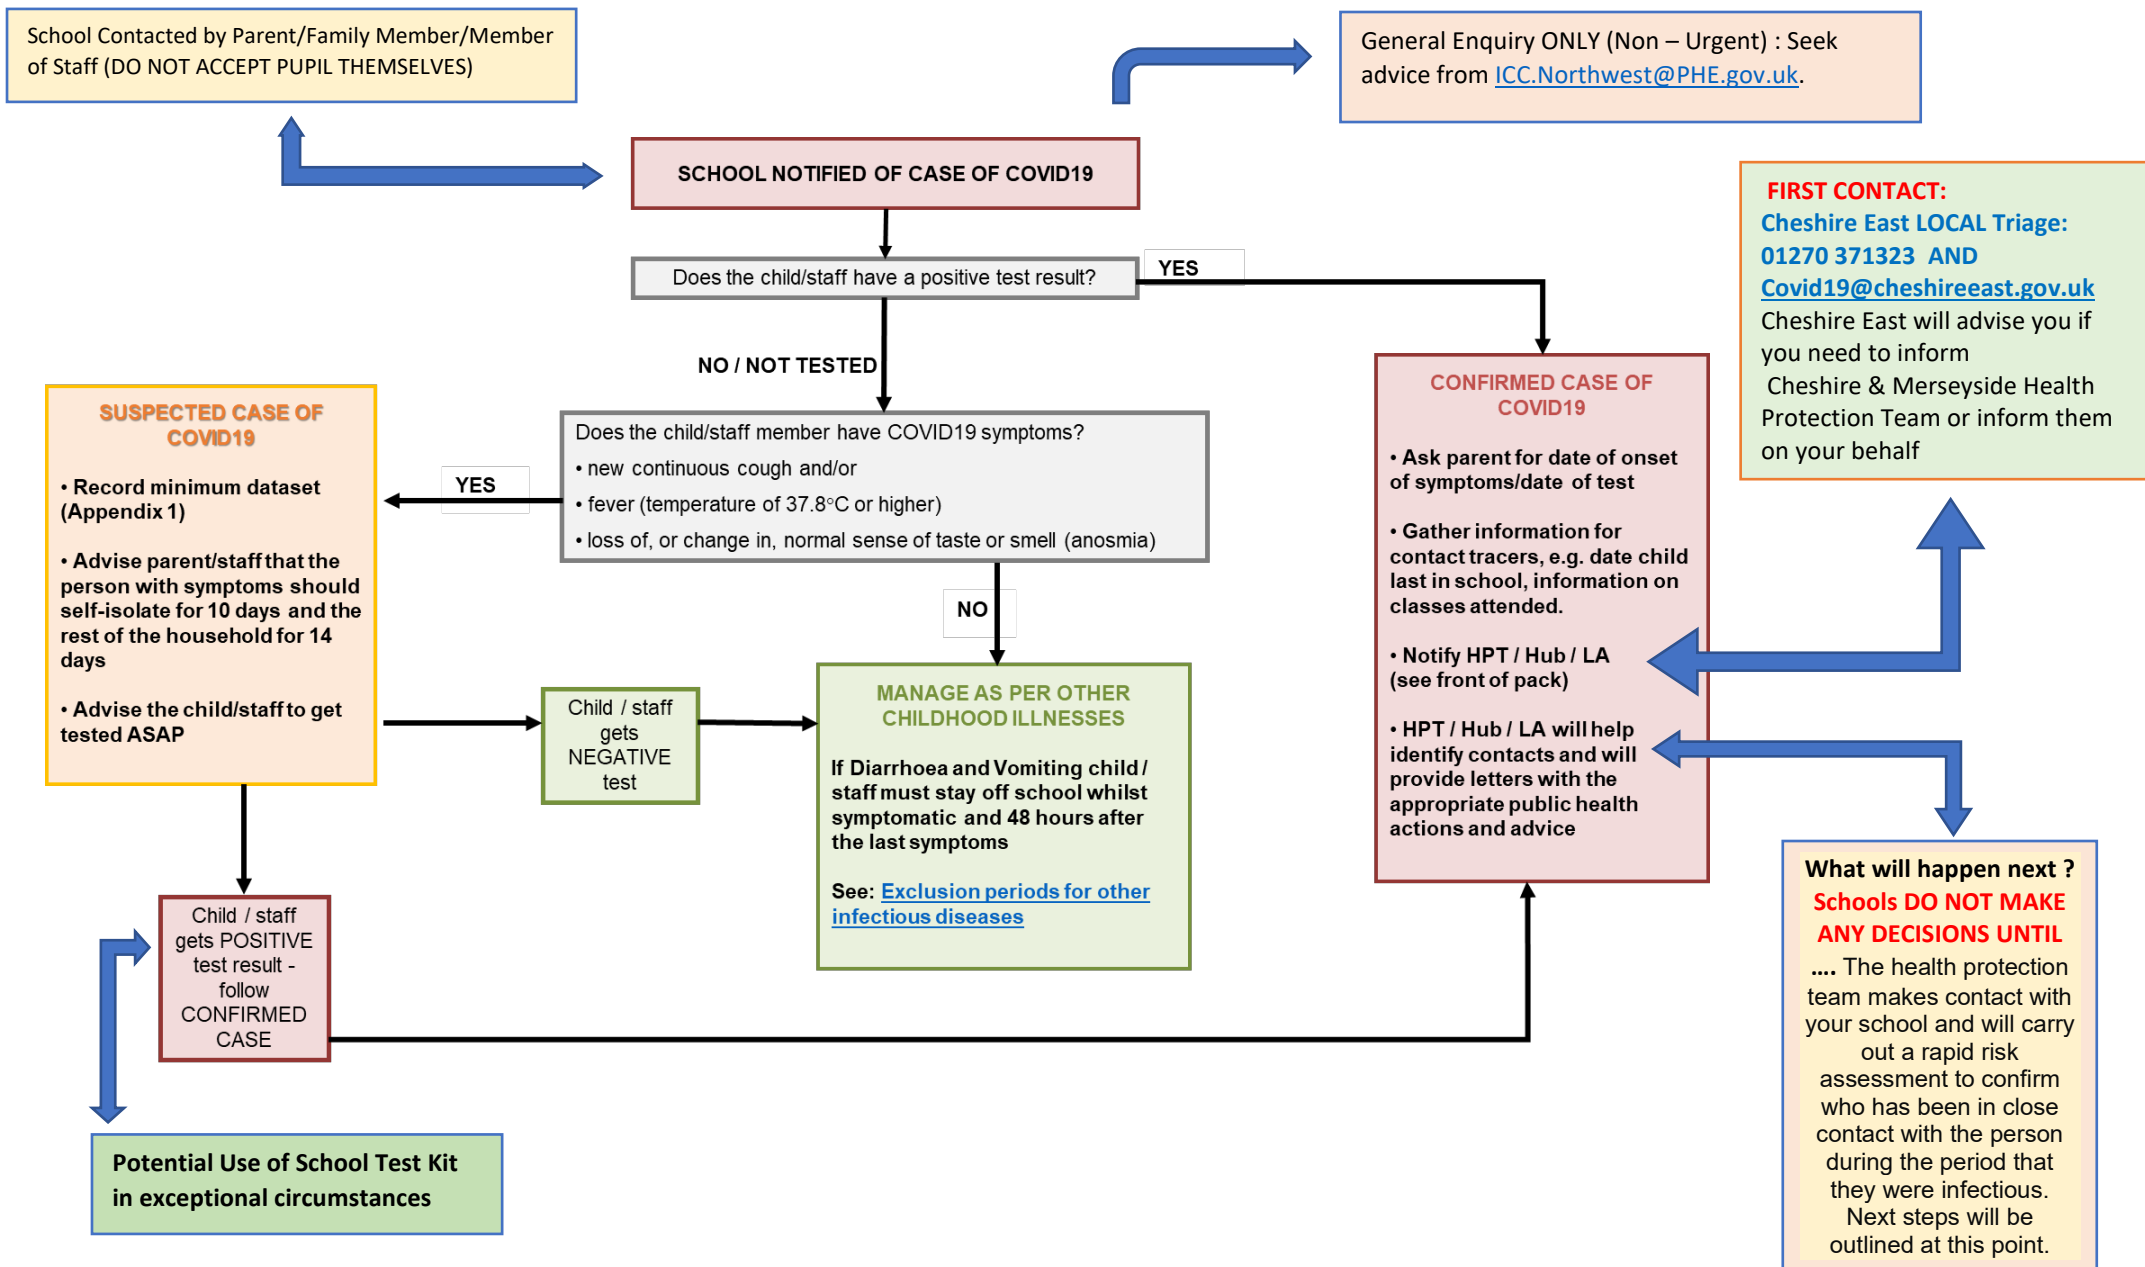 School Contacted by Parent/Family Member/Member
of Staff (DO NOT ACCEPT PUPIL THEMSELVES)
General Enquiry ONLY (Non – Urgent) : Seek
advice from ICC.Northwest@PHE.gov.uk.
SCHOOL NOTIFIED OF CASE OF COVID19
FIRST CONTACT:
Cheshire East LOCAL Triage:
01270 371323 AND
Covid19@cheshireeast.gov.uk
Cheshire East will advise you if
you need to inform
Cheshire & Merseyside Health
Protection Team or inform them
on your behalf
Does the child/staff have a positive test result?
YES
NO / NOT TESTED
Does the child/staff member have COVID19 symptoms?
• new continuous cough and/or
• fever (temperature of 37.8°C or higher)
• loss of, or change in, normal sense of taste or smell (anosmia)
YES
NO
SUSPECTED CASE OF
COVID19
• Record minimum dataset
(Appendix 1)
• Advise parent/staff that the
person with symptoms should
self-isolate for 10 days and the
rest of the household for 14
days
• Advise the child/staff to get
tested ASAP
Child / staff
gets
NEGATIVE
test
MANAGE AS PER OTHER
CHILDHOOD ILLNESSES
If Diarrhoea and Vomiting child /
staff must stay off school whilst
symptomatic and 48 hours after
the last symptoms
See: Exclusion periods for other
infectious diseases
CONFIRMED CASE OF
COVID19
• Ask parent for date of onset
of symptoms/date of test
• Gather information for
contact tracers, e.g. date child
last in school, information on
classes attended.
• Notify HPT / Hub / LA
(see front of pack)
• HPT / Hub / LA will help
identify contacts and will
provide letters with the
appropriate public health
actions and advice
Child / staff
gets POSITIVE
test result -
follow
CONFIRMED
CASE
Potential Use of School Test Kit
in exceptional circumstances
What will happen next ?
Schools DO NOT MAKE
ANY DECISIONS UNTIL
.... The health protection
team makes contact with
your school and will carry
out a rapid risk
assessment to confirm
who has been in close
contact with the person
during the period that
they were infectious.
Next steps will be
outlined at this point.